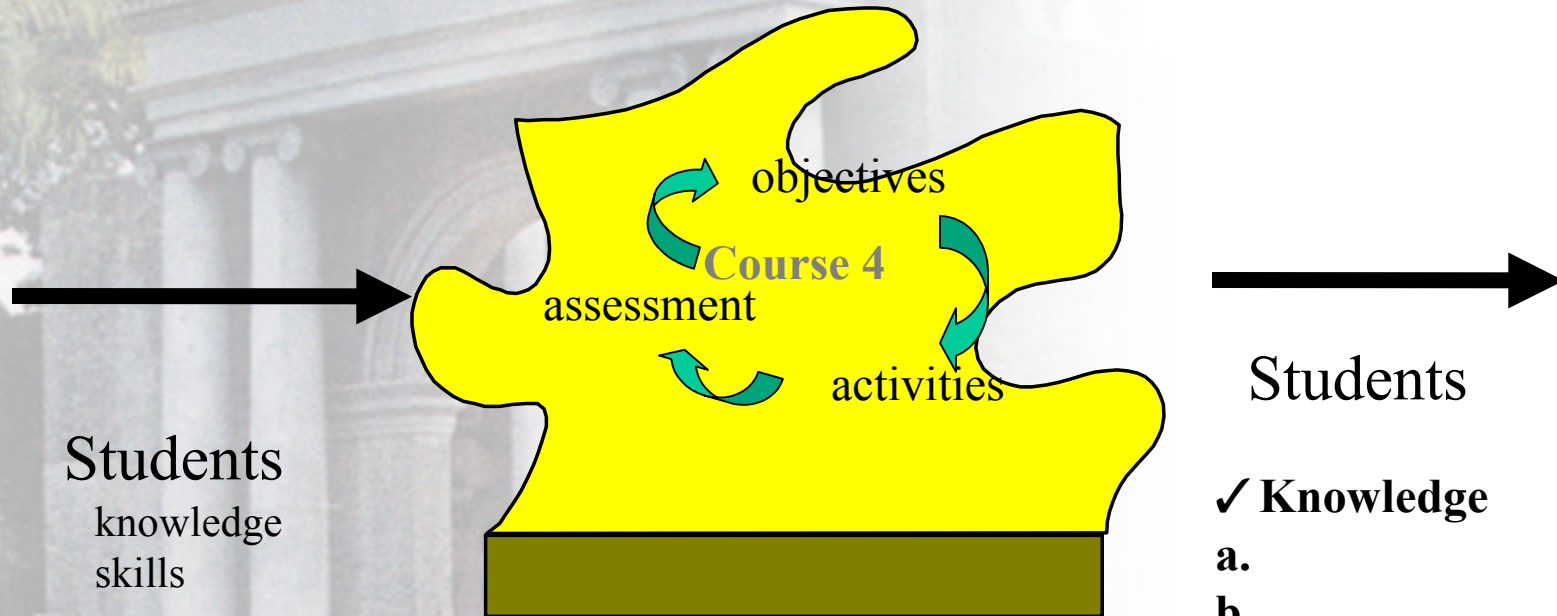 objectives
Course 4
assessment
activities
Students
knowledge
skills
Students
✓ Knowledge
a.
b